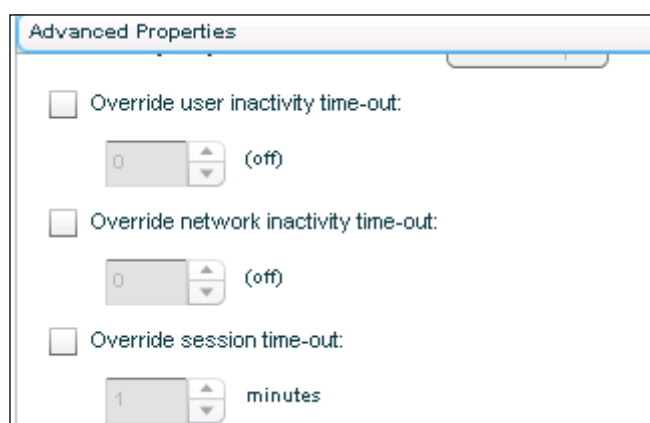 Advanced Properties
Override user inactivity time-out:
0 (off)
Override network inactivity time-out:
0 (off)
Override session time-out:
1 minutes